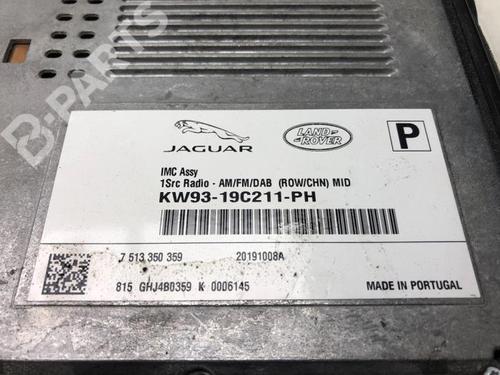 B-PARTS
JAGUAR
LAND
ROVER
P
IMC Assy
1Src Radio - AM/FM/DAB (ROW/CHN) MID
KW93-19C211-PH
7 513 350 359
20191008A
815 GHJ4B0359 K 0006145
MADE IN PORTUGAL